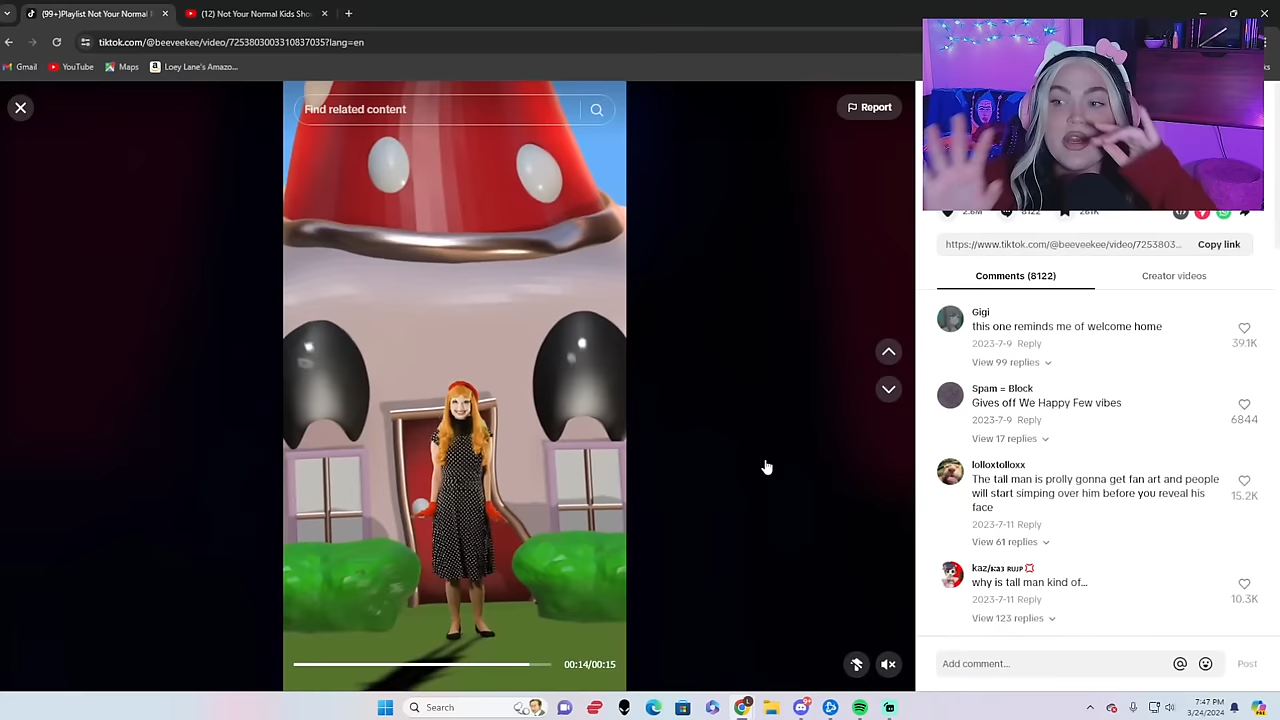 (99+)Playlist Not Your Normal
(12) Not Your Normal Kids Sho
tiktok.com/@beeveekee/video/7253803003310837035?lang=en
Gmail
YouTube
Maps
Loey Lane's Amazo...
Find related content
Report
2.6M
8122
261K
https://www.tiktok.com/@beeveekee/video/7253803...
Copy link
Comments (8122)
Creator videos
Gigi
this one reminds me of welcome home
2023-7-9 Reply
39.1K
View 99 replies
Spam = Block
Gives off We Happy Few vibes
2023-7-9 Reply
6844
View 17 replies
lolloxtolloxx
The tall man is prolly gonna get fan art and people
will start simping over him before you reveal his
face
15.2K
2023-7-11 Reply
View 61 replies
kaz/
why is tall man kind of...
2023-7-11 Reply
10.3K
View 123 replies
00:14/00:15
Add comment...
Post
Search
7:47 PM
3/24/2024